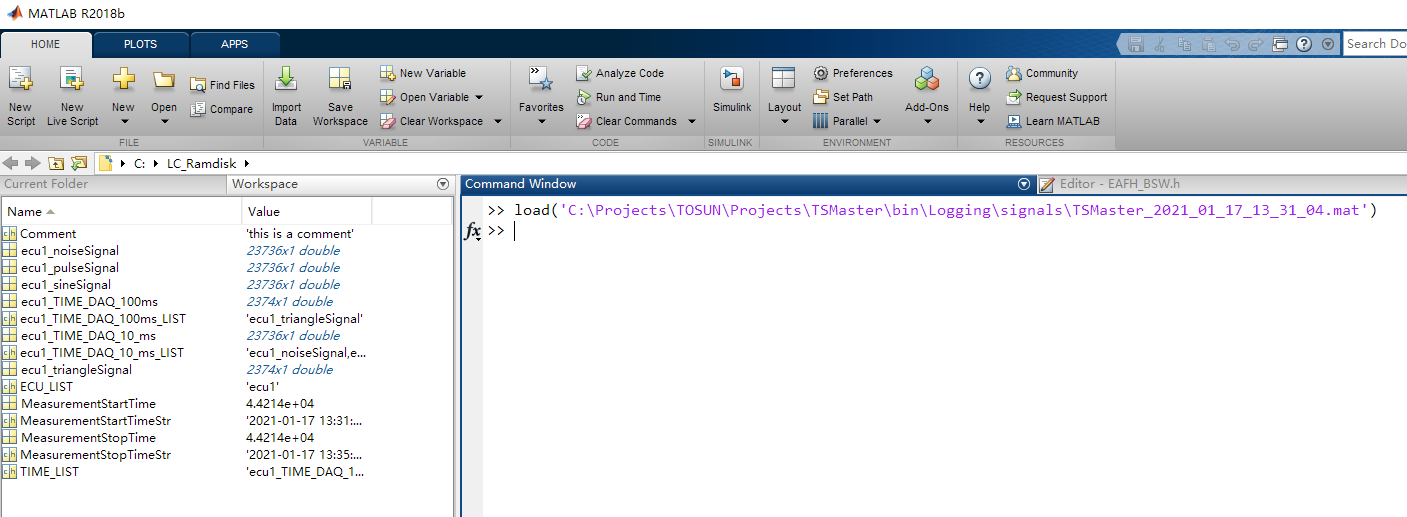 MATLAB R2018b
HOME PLOTS APPS
Search Do
New Script
New Live Script
New
Open
Find Files
Compare
FILE
Import Data
Save Workspace
New Variable
Open Variable
Clear Workspace
VARIABLE
Favorites
Analyze Code
Run and Time
Clear Commands
CODE
Simulink
SIMULINK
Layout
Preferences
Set Path
Parallel
Add-Ons
ENVIRONMENT
Help
Community
Request Support
Learn MATLAB
RESOURCES
C: LC_Ramdisk
Current Folder Workspace
Name Value
Comment 'this is a comment'
ecu1_noiseSignal 23736x1 double
ecu1_pulseSignal 23736x1 double
ecu1_sineSignal 23736x1 double
ecu1_TIME_DAQ_100ms 2374x1 double
ecu1_TIME_DAQ_100ms_LIST 'ecu1_triangleSignal'
ecu1_TIME_DAQ_10_ms 23736x1 double
ecu1_TIME_DAQ_10_ms_LIST 'ecu1_noiseSignal,e...
ecu1_triangleSignal 2374x1 double
ECU_LIST 'ecu1'
MeasurementStartTime 4.4214e+04
MeasurementStartTimeStr '2021-01-17 13:31:...
MeasurementStopTime 4.4214e+04
MeasurementStopTimeStr '2021-01-17 13:35:...
TIME_LIST 'ecu1_TIME_DAQ_1...
Command Window
Editor - EAFH_BSW.h
>> load('C:\Projects\TOSUN\Projects\TSMaster\bin\Logging\signals\TSMaster_2021_01_17_13_31_04.mat')
fx >>